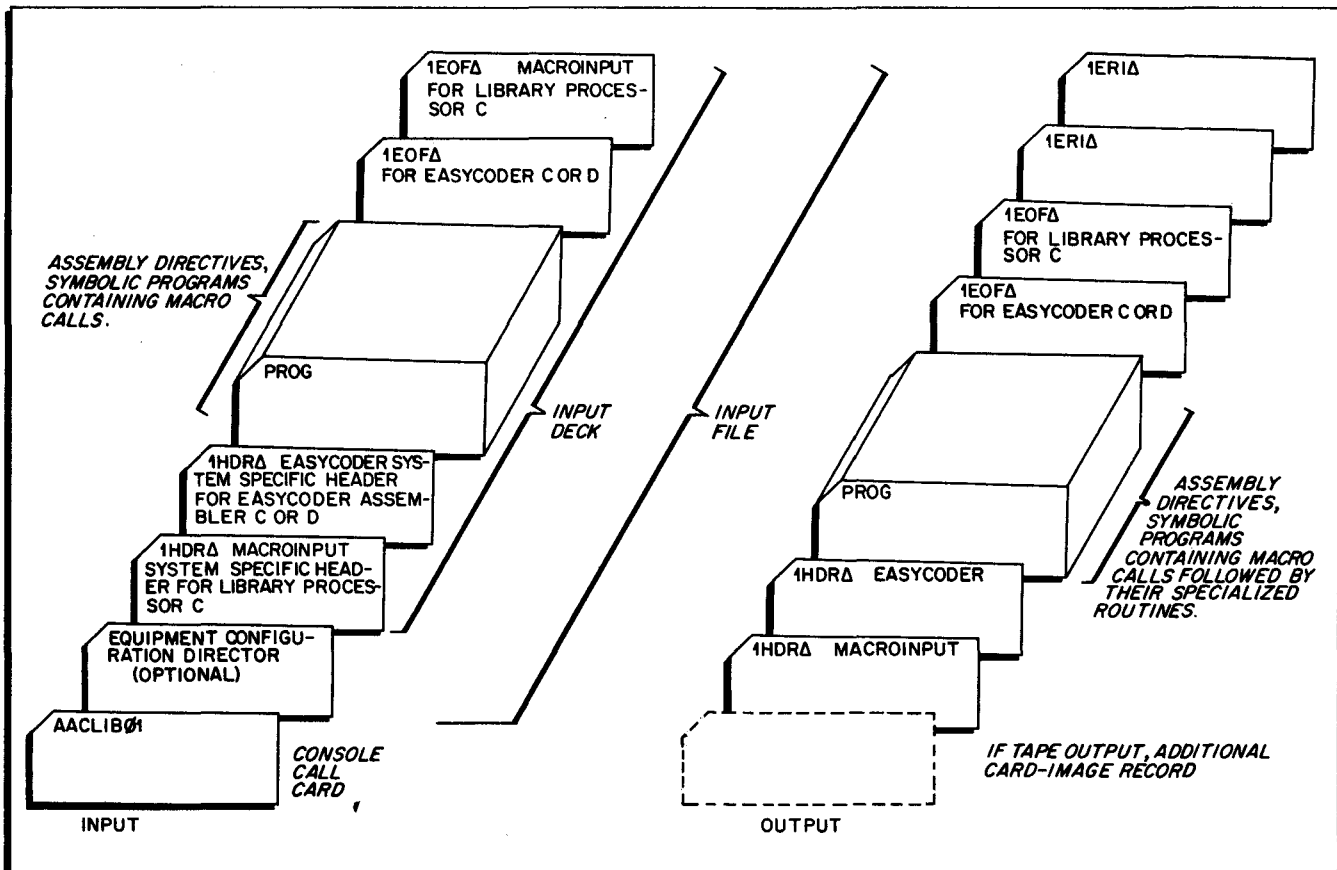 1EOFΔ MACROINPUT
FOR LIBRARY PROCES-
SOR C
1EOFΔ
FOR EASYCODER C OR D
ASSEMBLY DIRECTIVES,
SYMBOLIC PROGRAMS
CONTAINING MACRO
CALLS.
PROG
1HDRΔ EASYCODER SYS-
TEM SPECIFIC HEADER
FOR EASYCODER ASSEM-
BLER C OR D
1HDRΔ MACROINPUT
SYSTEM SPECIFIC HEAD-
ER FOR LIBRARY PROCES-
SOR C
EQUIPMENT CONFIGU-
RATION DIRECTOR
(OPTIONAL)
AACLIBØ1
CONSOLE
CALL
CARD
INPUT
INPUT
DECK
INPUT
FILE
1ERIΔ
1ERIΔ
1EOFΔ
FOR LIBRARY PROCES-
SOR C
1EOFΔ
FOR EASYCODER C OR D
PROG
ASSEMBLY
DIRECTIVES,
SYMBOLIC
PROGRAMS
CONTAINING MACRO
CALLS FOLLOWED BY
THEIR SPECIALIZED
ROUTINES.
1HDRΔ EASYCODER
1HDRΔ MACROINPUT
IF TAPE OUTPUT, ADDITIONAL
CARD-IMAGE RECORD
OUTPUT